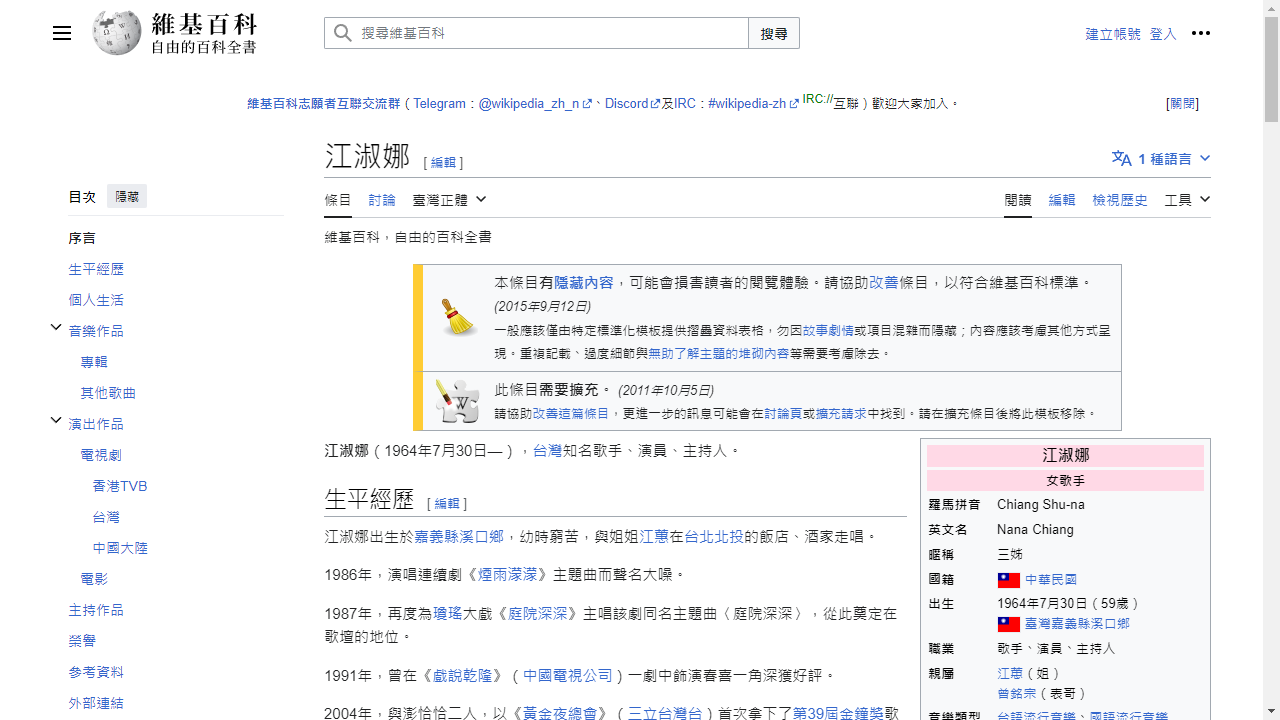 維基百科
自由的百科全書
搜尋維基百科
搜尋
建立帳號 登入
維基百科志願者互聯交流群（Telegram：@wikipedia_zh_n、Discord及IRC：#wikipedia-zh IRC://互聯）歡迎大家加入。
[關閉]
江淑娜 [ 編輯 ]
1 種語言
目次 隱藏
條目 討論 臺灣正體
閱讀 編輯 檢視歷史 工具
維基百科，自由的百科全書
序言
生平經歷
個人生活
音樂作品
專輯
其他歌曲
演出作品
電視劇
香港TVB
台灣
中國大陸
電影
主持作品
榮譽
參考資料
外部連結
本條目有隱藏內容，可能會損害讀者的閱覽體驗。請協助改善條目，以符合維基百科標準。
(2015年9月12日)
一般應該僅由特定標準化模板提供摺疊資料表格，勿因故事劇情或項目混雜而隱藏；內容應該考慮其他方式呈
現。重複記載、過度細節與無助了解主題的堆砌內容等需要考慮除去。
此條目需要擴充。 (2011年10月5日)
請協助改善這篇條目，更進一步的訊息可能會在討論頁或擴充請求中找到。請在擴充條目後將此模板移除。
江淑娜（1964年7月30日—），台灣知名歌手、演員、主持人。
生平經歷 [ 編輯 ]
江淑娜出生於嘉義縣溪口鄉，幼時窮苦，與姐姐江蕙在台北北投的飯店、酒家走唱。
1986年，演唱連續劇《煙雨濛濛》主題曲而聲名大噪。
1987年，再度為瓊瑤大戲《庭院深深》主唱該劇同名主題曲〈庭院深深〉，從此奠定在
歌壇的地位。
1991年，曾在《戲說乾隆》（中國電視公司）一劇中飾演春喜一角深獲好評。
2004年，與澎恰恰二人，以《黃金夜總會》（三立台灣台）首次拿下了第39屆金鐘獎歌
江淑娜
女歌手
羅馬拼音 Chiang Shu-na
英文名 Nana Chiang
暱稱 三姊
國籍 中華民國
出生 1964年7月30日（59歲）
臺灣嘉義縣溪口鄉
職業 歌手、演員、主持人
親屬 江蕙（姐）
曾銘宗（表哥）
音樂類型 台語流行音樂、國語流行音樂